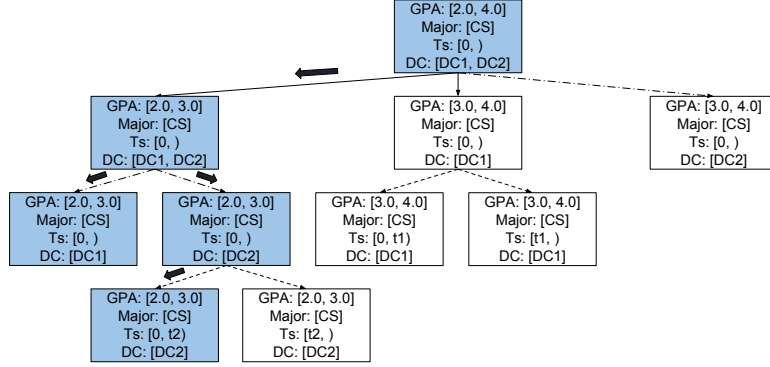 GPA: [2.0, 4.0]
Major: [CS]
Ts: [0, )
DC: [DC1, DC2]
GPA: [2.0, 3.0]
Major: [CS]
Ts: [0, )
DC: [DC1, DC2]
GPA: [3.0, 4.0]
Major: [CS]
Ts: [0, )
DC: [DC1]
GPA: [3.0, 4.0]
Major: [CS]
Ts: [0, )
DC: [DC2]
GPA: [2.0, 3.0]
Major: [CS]
Ts: [0, )
DC: [DC1]
GPA: [2.0, 3.0]
Major: [CS]
Ts: [0, )
DC: [DC2]
GPA: [3.0, 4.0]
Major: [CS]
Ts: [0, t1)
DC: [DC1]
GPA: [3.0, 4.0]
Major: [CS]
Ts: [t1, )
DC: [DC1]
GPA: [2.0, 3.0]
Major: [CS]
Ts: [0, t2)
DC: [DC2]
GPA: [2.0, 3.0]
Major: [CS]
Ts: [t2, )
DC: [DC2]